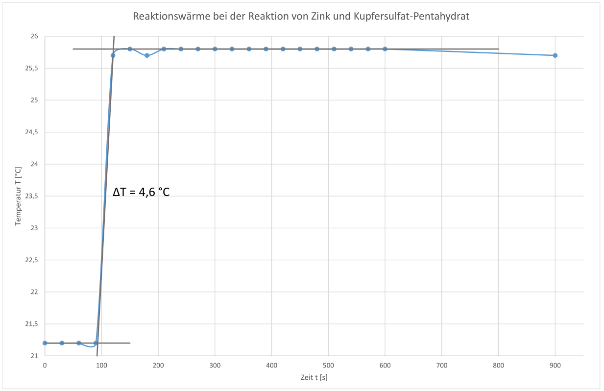 Reaktionswärme bei der Reaktion von Zink und Kupfersulfat-Pentahydrat
26
25,5
25
24,5
24
23,5
23
22,5
22
21,5
21
Temperatur T [°C]
ΔT = 4,6 °C
0 100 200 300 400 500 600 700 800 900
Zeit t [s]